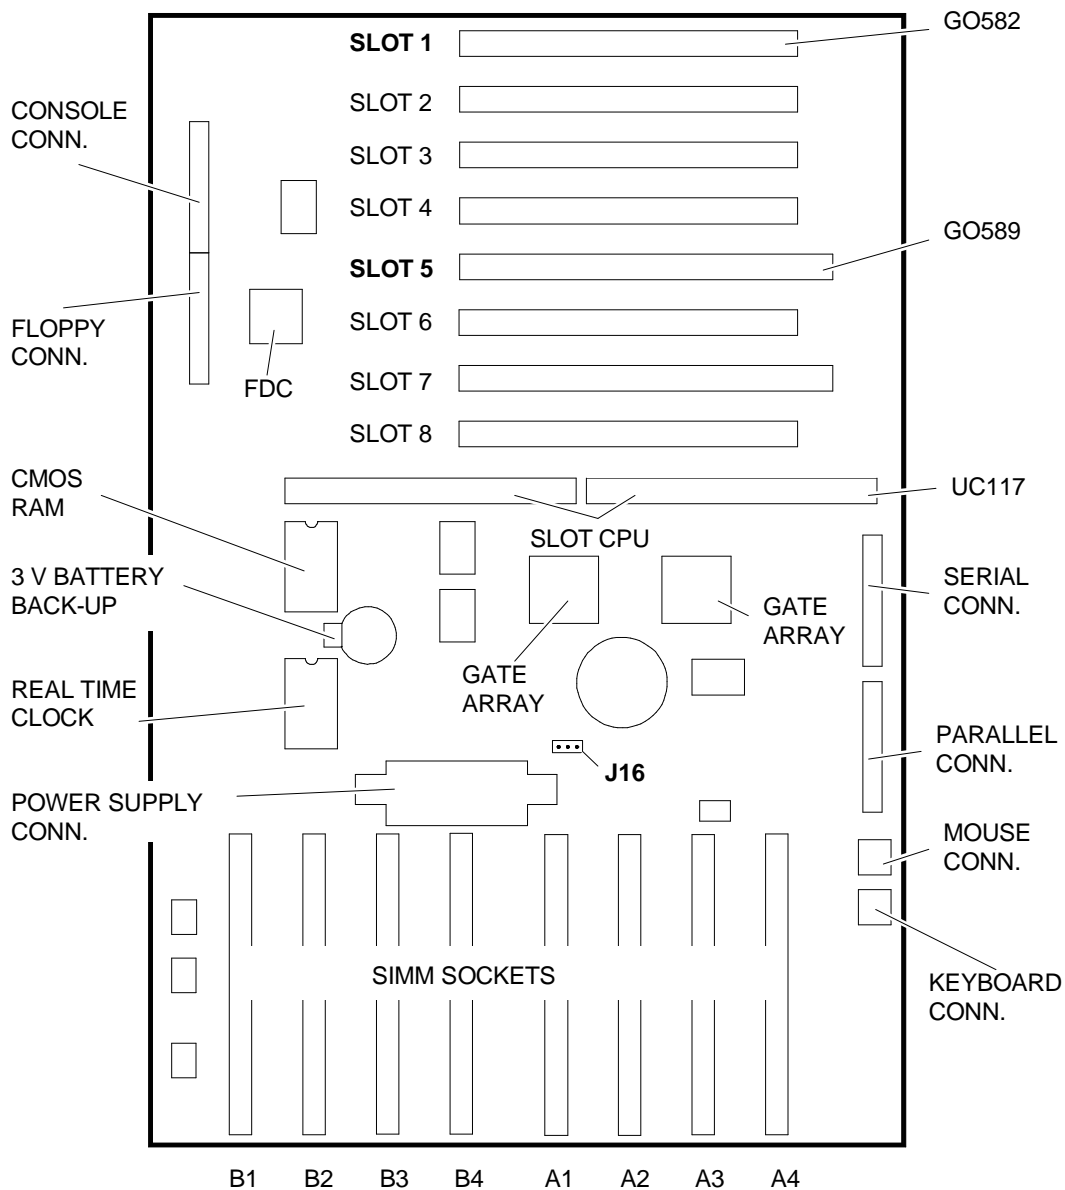 GO582
SLOT 1
SLOT 2
CONSOLE
CONN.
SLOT 3
SLOT 4
GO589
SLOT 5
FLOPPY
CONN.
SLOT 6
FDC
SLOT 7
SLOT 8
CMOS
RAM
UC117
SLOT CPU
3 V BATTERY
BACK-UP
SERIAL
CONN.
GATE
ARRAY
GATE
ARRAY
REAL TIME
CLOCK
PARALLEL
CONN.
J16
POWER SUPPLY
CONN.
MOUSE
CONN.
SIMM SOCKETS
KEYBOARD
CONN.
B1 B2 B3 B4 A1 A2 A3 A4